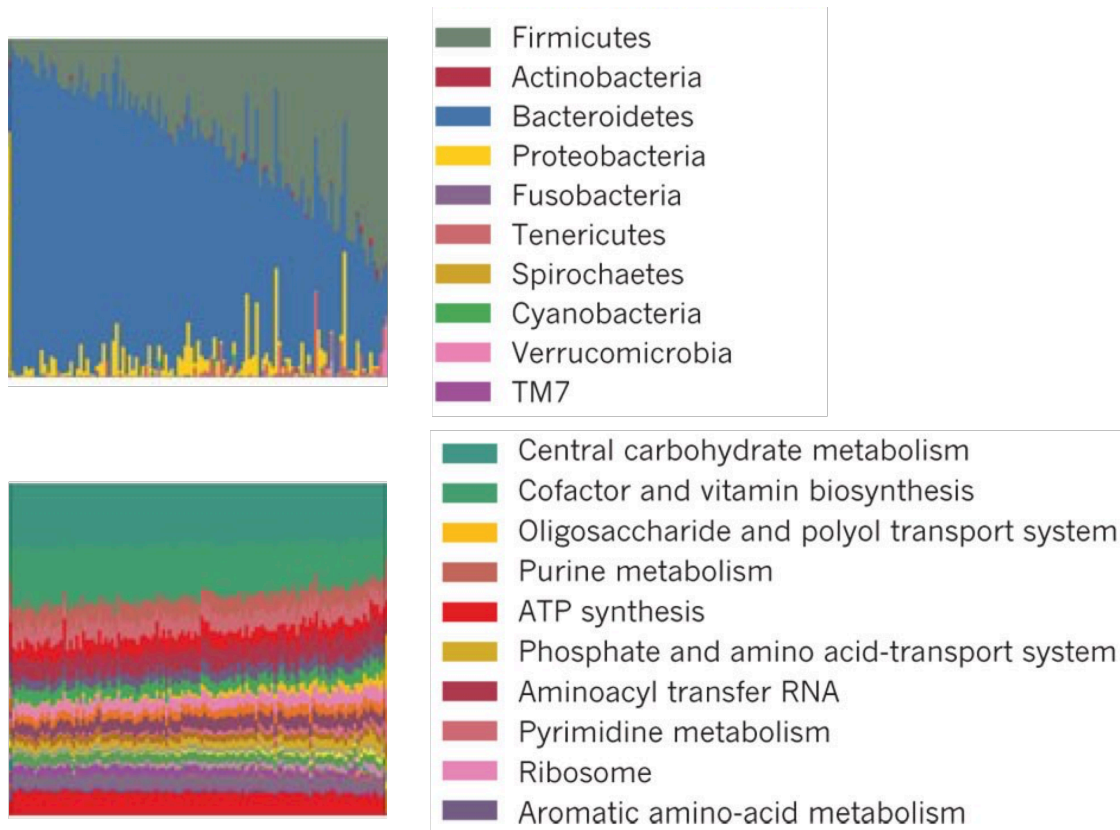 Firmicutes
Actinobacteria
Bacteroidetes
Proteobacteria
Fusobacteria
Tenericutes
Spirochaetes
Cyanobacteria
Verrucomicrobia
TM7
Central carbohydrate metabolism
Cofactor and vitamin biosynthesis
Oligosaccharide and polyol transport system
Purine metabolism
ATP synthesis
Phosphate and amino acid-transport system
Aminoacyl transfer RNA
Pyrimidine metabolism
Ribosome
Aromatic amino-acid metabolism